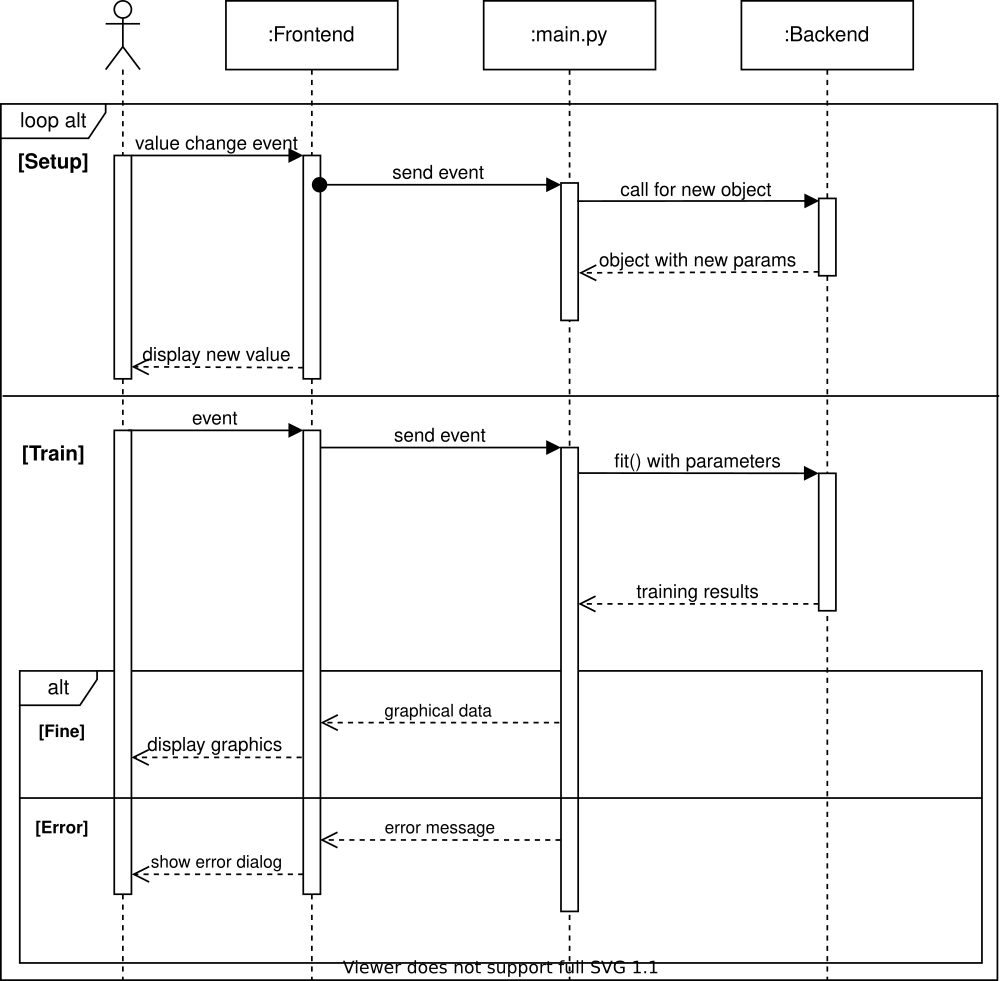 :Frontend
:main.py
:Backend
loop alt
[Setup]
value change event
send event
call for new object
object with new params
display new value
[Train]
event
send event
fit() with parameters
training results
alt
[Fine]
graphical data
display graphics
[Error]
error message
show error dialog
Viewer does not support full SVG 1.1